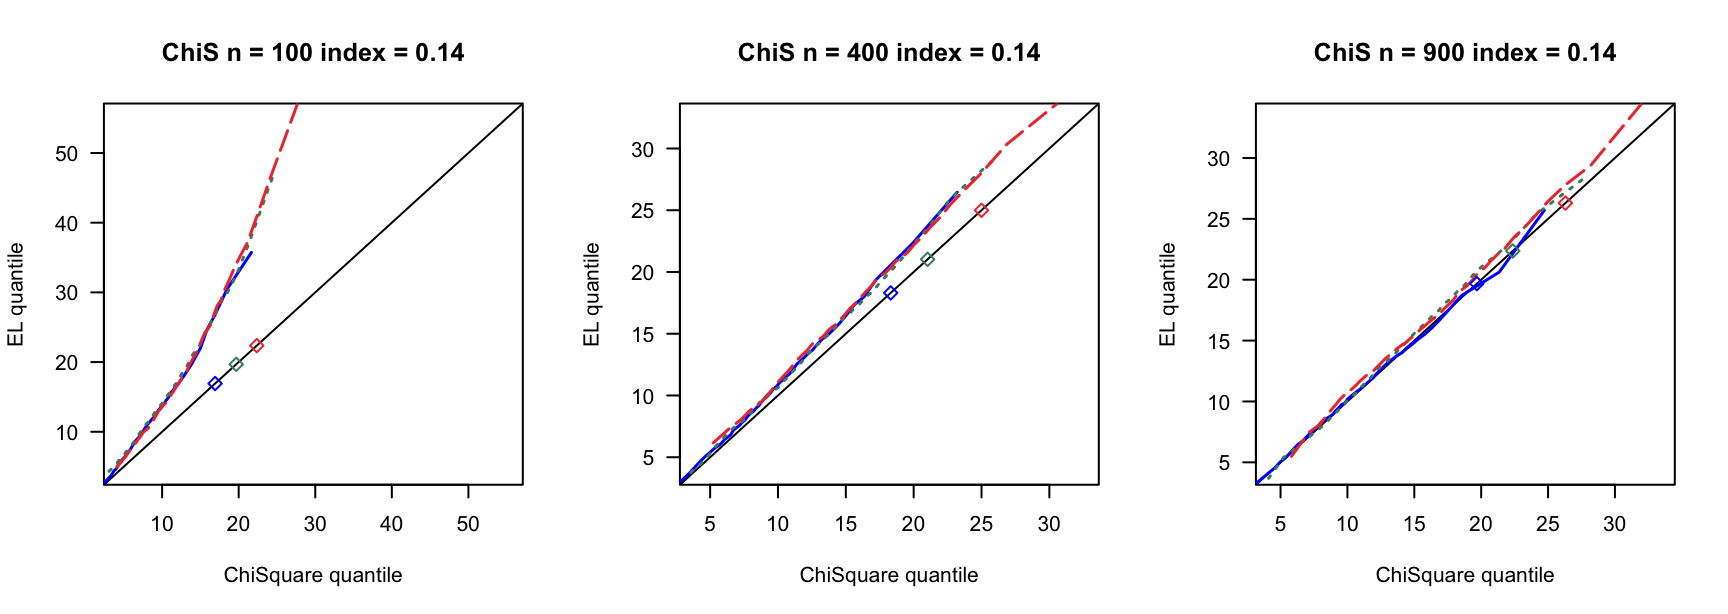 ChiS n = 100 index = 0.14
EL quantile
50
40
30
20
10
10 20 30 40 50
ChiSquare quantile
ChiS n = 400 index = 0.14
EL quantile
30
25
20
15
10
5
5 10 15 20 25 30
ChiSquare quantile
ChiS n = 900 index = 0.14
EL quantile
30
25
20
15
10
5
5 10 15 20 25 30
ChiSquare quantile